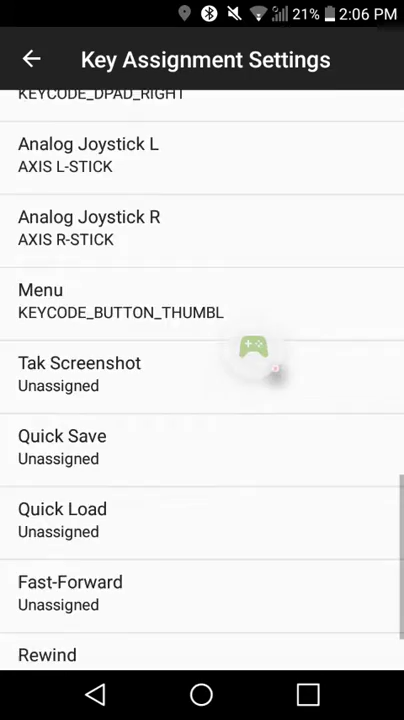 21% 2:06 PM
Key Assignment Settings
KEYCODE_DPAD_RIGHT
Analog Joystick L
AXIS L-STICK
Analog Joystick R
AXIS R-STICK
Menu
KEYCODE_BUTTON_THUMBL
Tak Screenshot
Unassigned
Quick Save
Unassigned
Quick Load
Unassigned
Fast-Forward
Unassigned
Rewind